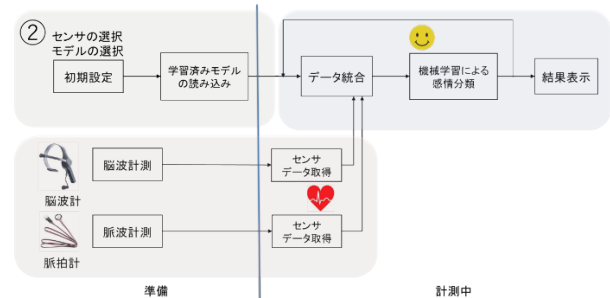 ②
センサの選択
モデルの選択
初期設定
学習済みモデル
の読み込み
データ統合
機械学習による
感情分類
結果表示
脳波計
脳波計測
センサ
データ取得
脈拍計
脈波計測
センサ
データ取得
準備
計測中